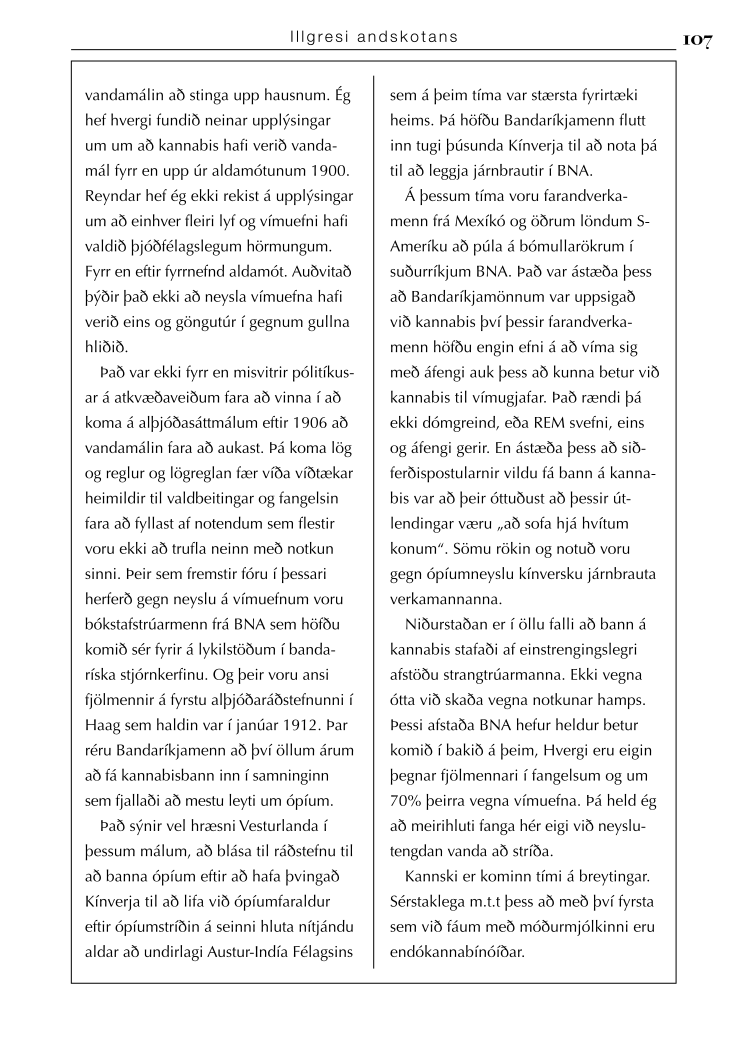 Illgresi andskotans
107
vandamálin að stinga upp hausnum. Ég
hef hvergi fundið neinar upplýsingar
um um að kannabis hafi verið vanda-
mál fyrr en upp úr aldamótunum 1900.
Reyndar hef ég ekki rekist á upplýsingar
um að einhver fleiri lyf og vímuefni hafi
valdið þjóðfélagslegum hörmungum.
Fyrr en eftir fyrrnefnd aldamót. Auðvitað
þýðir það ekki að neysla vímuefna hafi
verið eins og göngutúr í gegnum gullna
hliðið.
Það var ekki fyrr en misvitrir pólitíkus-
ar á atkvæðaveiðum fara að vinna í að
koma á alþjóðasáttmálum eftir 1906 að
vandamálin fara að aukast. Þá koma lög
og reglur og lögreglan fær víða víðtækar
heimildir til valdbeitingar og fangelsin
fara að fyllast af notendum sem flestir
voru ekki að trufla neinn með notkun
sinni. Þeir sem fremstir fóru í þessari
herferð gegn neyslu á vímuefnum voru
bókstafstrúarmenn frá BNA sem höfðu
komið sér fyrir á lykilstöðum í banda-
ríska stjórnkerfinu. Og þeir voru ansi
fjölmennir á fyrstu alþjóðaráðstefnunni í
Haag sem haldin var í janúar 1912. Þar
réru Bandaríkjamenn að því öllum árum
að fá kannabisbann inn í samninginn
sem fjallaði að mestu leyti um ópíum.
Það sýnir vel hræsni Vesturlanda í
þessum málum, að blása til ráðstefnu til
að banna ópíum eftir að hafa þvingað
Kínverja til að lifa við ópíumfaraldur
eftir ópíumstríðin á seinni hluta nítjándu
aldar að undirlagi Austur-Indía Félagsins
sem á þeim tíma var stærsta fyrirtæki
heims. Þá höfðu Bandaríkjamenn flutt
inn tugi þúsunda Kínverja til að nota þá
til að leggja járnbrautir í BNA.
Á þessum tíma voru farandverka-
menn frá Mexíkó og öðrum löndum S-
Ameríku að púla á bómullarökrum í
suðurríkjum BNA. Það var ástæða þess
að Bandaríkjamönnum var uppsigað
við kannabis því þessir farandverka-
menn höfðu engin efni á að víma sig
með áfengi auk þess að kunna betur við
kannabis til vímugjafar. Það rændi þá
ekki dómgreind, eða REM svefni, eins
og áfengi gerir. En ástæða þess að sið-
ferðispostularnir vildu fá bann á kanna-
bis var að þeir óttuðust að þessir út-
lendingar væru „að sofa hjá hvítum
konum“. Sömu rökin og notuð voru
gegn ópíumneyslu kínversku járnbrauta
verkamannanna.
Niðurstaðan er í öllu falli að bann á
kannabis stafaði af einstrengingslegri
afstöðu strangtrúarmanna. Ekki vegna
ótta við skaða vegna notkunar hamps.
Þessi afstaða BNA hefur heldur betur
komið í bakið á þeim, Hvergi eru eigin
þegnar fjölmennari í fangelsum og um
70% þeirra vegna vímuefna. Þá held ég
að meirihluti fanga hér eigi við neyslu-
tengdan vanda að stríða.
Kannski er kominn tími á breytingar.
Sérstaklega m.t.t þess að með því fyrsta
sem við fáum með móðurmjólkinni eru
endókannabínóíðar.